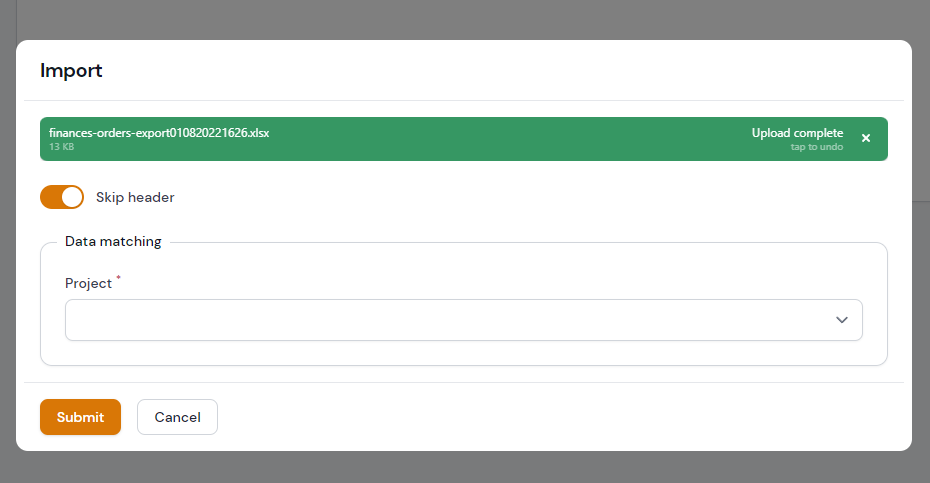 Import
finances-orders-export010820221626.xlsx
13 KB
Upload complete
tap to undo
Skip header
Data matching
Project *
Submit
Cancel